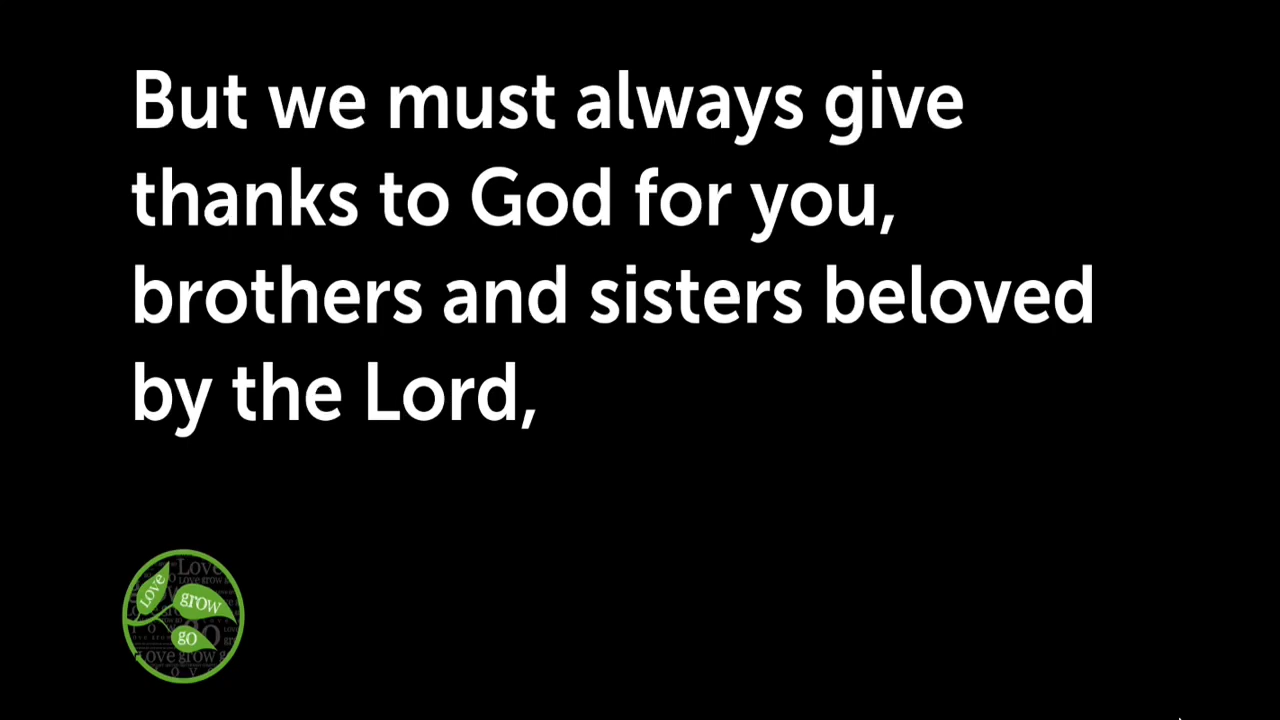 But we must always give
thanks to God for you,
brothers and sisters beloved
by the Lord,
Love
grow
go